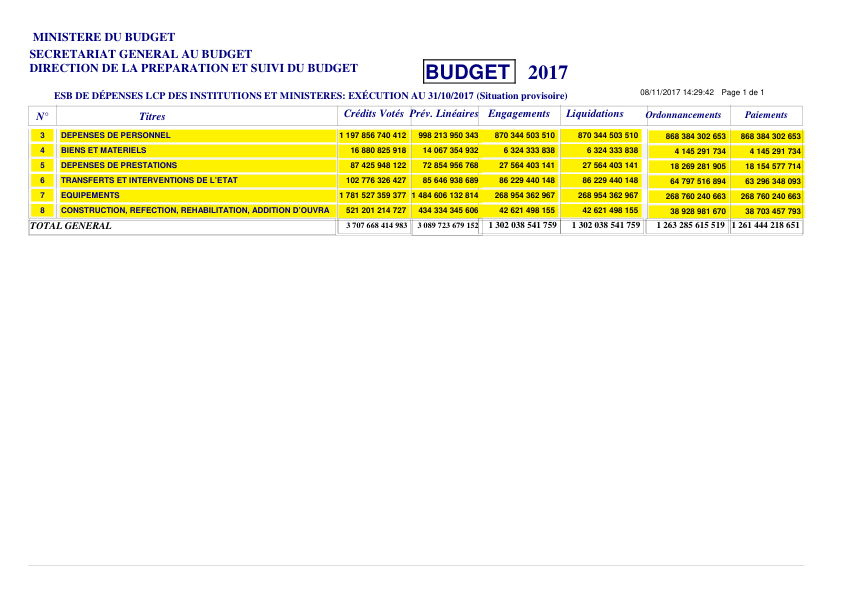 MINISTERE DU BUDGET
SECRETARIAT GENERAL AU BUDGET
DIRECTION DE LA PREPARATION ET SUIVI DU BUDGET
BUDGET 2017
ESB DE DÉPENSES LCP DES INSTITUTIONS ET MINISTERES: EXÉCUTION AU 31/10/2017 (Situation provisoire)
08/11/2017 14:29:42 Page 1 de 1
N° Titres Crédits Votés Prév. Linéaires Engagements Liquidations Ordonnancements Paiements
3 DEPENSES DE PERSONNEL 1 197 856 740 412 998 213 950 343 870 344 503 510 870 344 503 510 868 384 302 653 868 384 302 653
4 BIENS ET MATERIELS 16 880 825 918 14 067 354 932 6 324 333 838 6 324 333 838 4 145 291 734 4 145 291 734
5 DEPENSES DE PRESTATIONS 87 425 948 122 72 854 956 768 27 564 403 141 27 564 403 141 18 269 281 905 18 154 577 714
6 TRANSFERTS ET INTERVENTIONS DE L'ETAT 102 776 326 427 85 646 938 689 86 229 440 148 86 229 440 148 64 797 516 894 63 296 348 093
7 EQUIPEMENTS 1 781 527 359 377 1 484 606 132 814 268 954 362 967 268 954 362 967 268 760 240 663 268 760 240 663
8 CONSTRUCTION, REFECTION, REHABILITATION, ADDITION D'OUVRA 521 201 214 727 434 334 345 606 42 621 498 155 42 621 498 155 38 928 981 670 38 703 457 793
TOTAL GENERAL 3 707 668 414 983 3 089 723 679 152 1 302 038 541 759 1 302 038 541 759 1 263 285 615 519 1 261 444 218 651